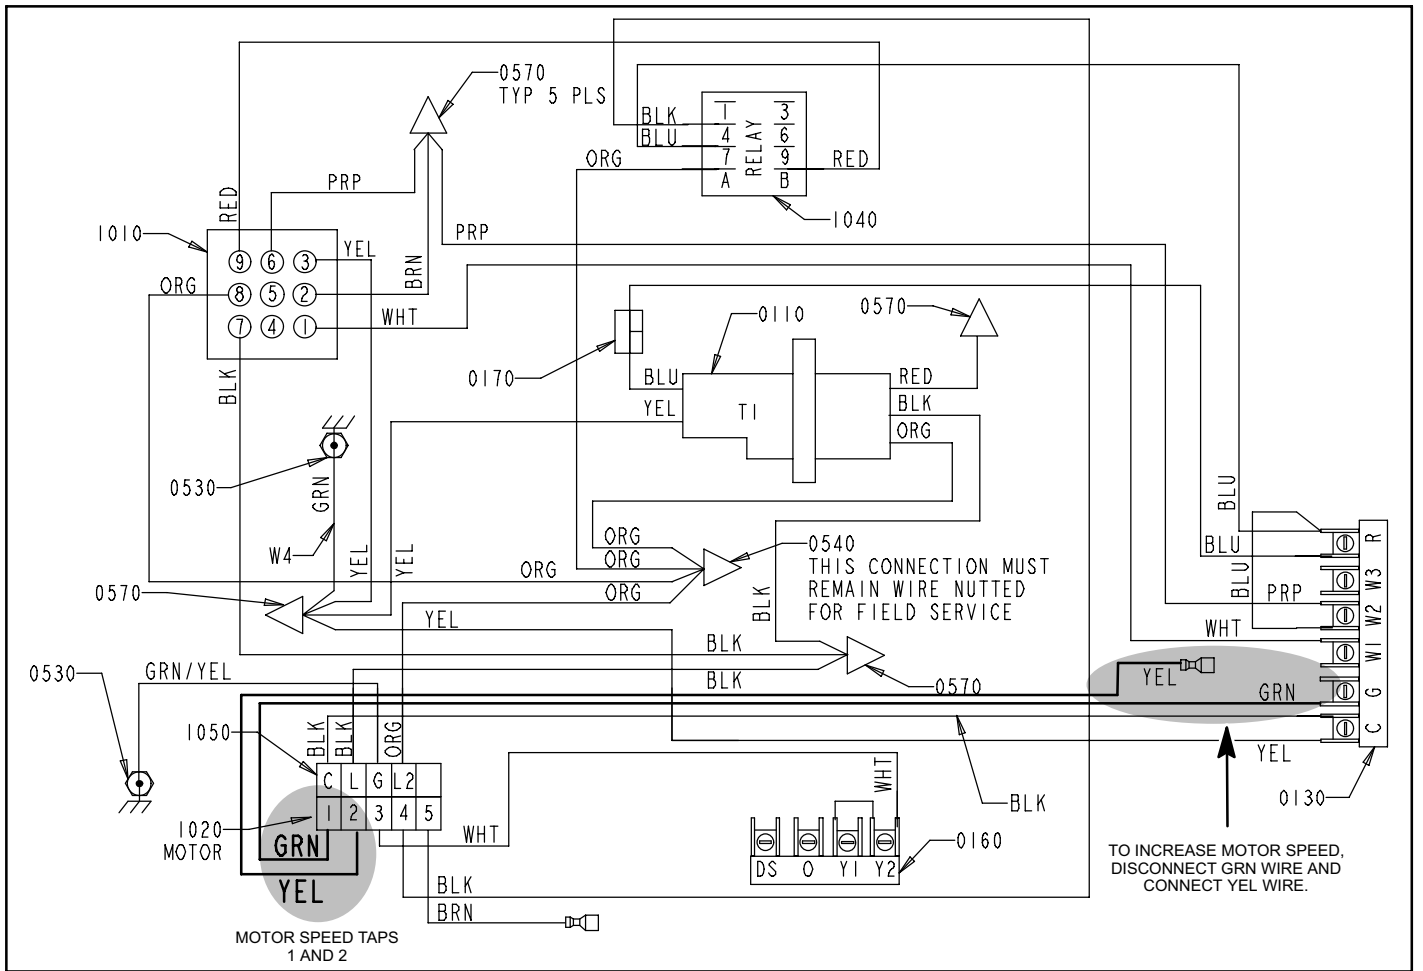 0570
TYP 5 PLS
BLK
BLU
1
4
7
A
RELAY
3
6
9
B
RED
ORG
1040
PRP
RED
PRP
1010
9 6 3
8 5 2
7 4 1
YEL
BRN
ORG
WHT
BLK
0110
0570
0170
BLU
YEL
T1
RED
BLK
ORG
0530
GRN
W4
YEL
YEL
0570
YEL
ORG
ORG
ORG
ORG
0540
THIS CONNECTION MUST
REMAIN WIRE NUTTED
FOR FIELD SERVICE
BLK
BLK
BLK
0570
BLU
BLU
BLU
PRP
WHT
YEL
GRN
YEL
R
W3
W2
W1
G
C
0130
0530
GRN/YEL
BLK
BLK
ORG
1050
C L G L2
1 2 3 4 5
1020
MOTOR
GRN
YEL
WHT
WHT
BLK
0160
DS O Y1 Y2
BLK
BRN
MOTOR SPEED TAPS
1 AND 2
TO INCREASE MOTOR SPEED,
DISCONNECT GRN WIRE AND
CONNECT YEL WIRE.